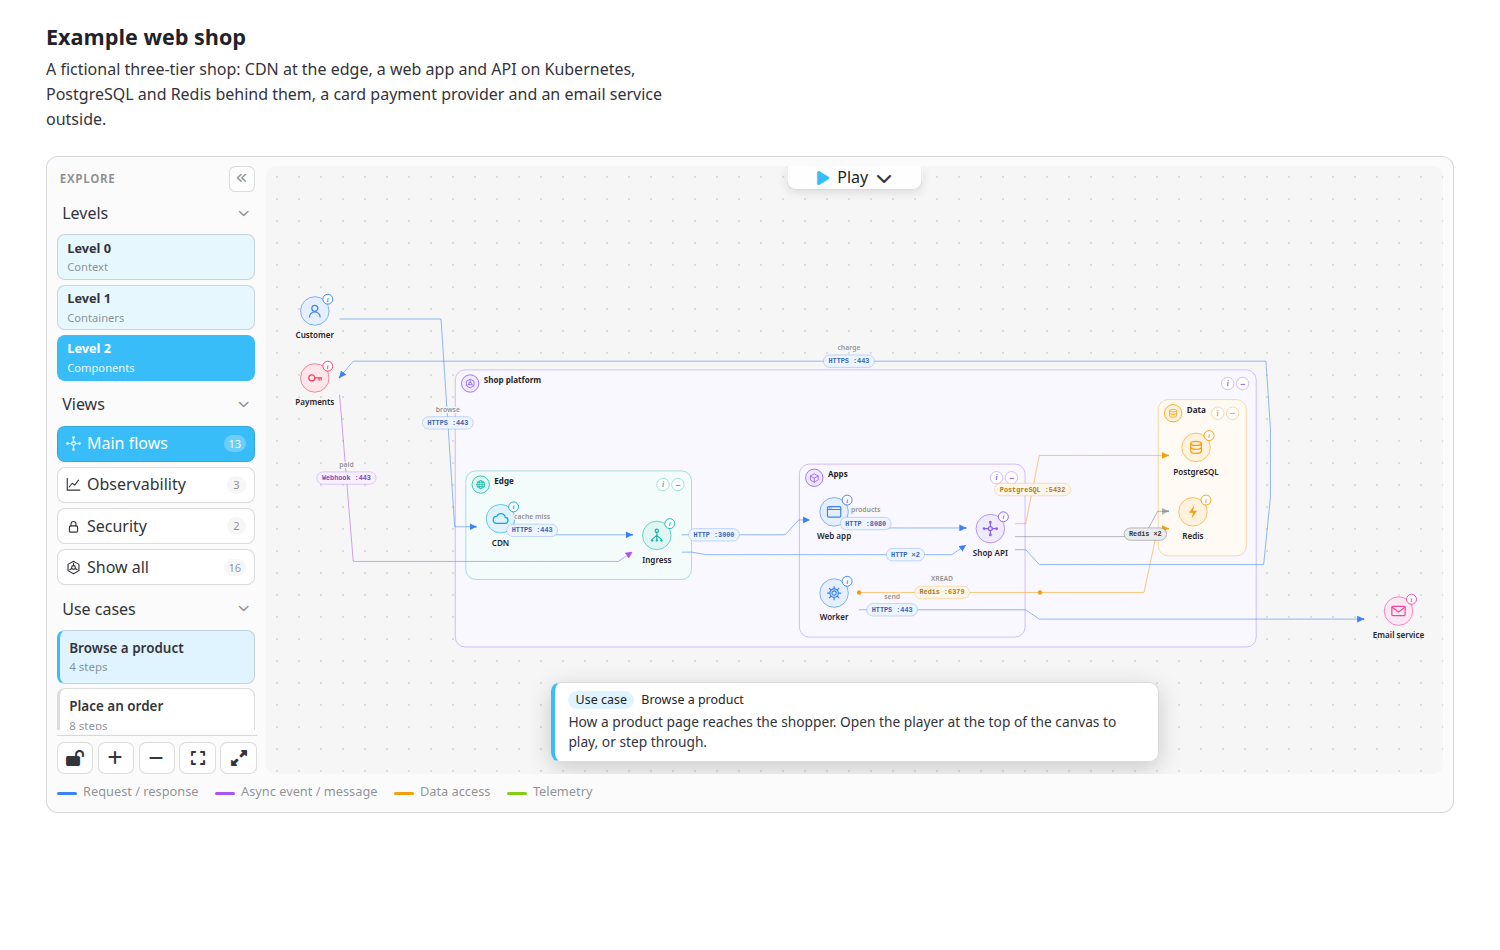 Example web shop
A fictional three-tier shop: CDN at the edge, a web app and API on Kubernetes,
PostgreSQL and Redis behind them, a card payment provider and an email service
outside.
EXPLORE
Levels
Level 0
Context
Level 1
Containers
Level 2
Components
Views
Main flows 13
Observability 3
Security 2
Show all 16
Use cases
Browse a product
4 steps
Place an order
8 steps
Play
Customer
Payments
charge
HTTPS :443
Shop platform
browse
HTTPS :443
paid
Webhook :443
Edge
cache miss
HTTPS :443
CDN
Ingress
HTTP :3000
Apps
products
HTTP :8080
Web app
HTTP ×2
Shop API
PostgreSQL :5432
Data
PostgreSQL
Redis ×2
Redis
XREAD
Redis :6379
send
HTTPS :443
Worker
Email service
Use case Browse a product
How a product page reaches the shopper. Open the player at the top of the canvas to
play, or step through.
Request / response
Async event / message
Data access
Telemetry